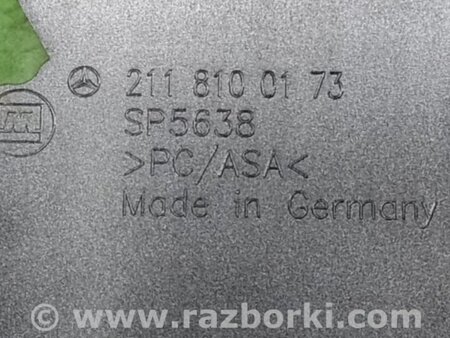 211 810 01 73
SP5638
>PC/ASA<
Made in Germany
© www.razborki.com